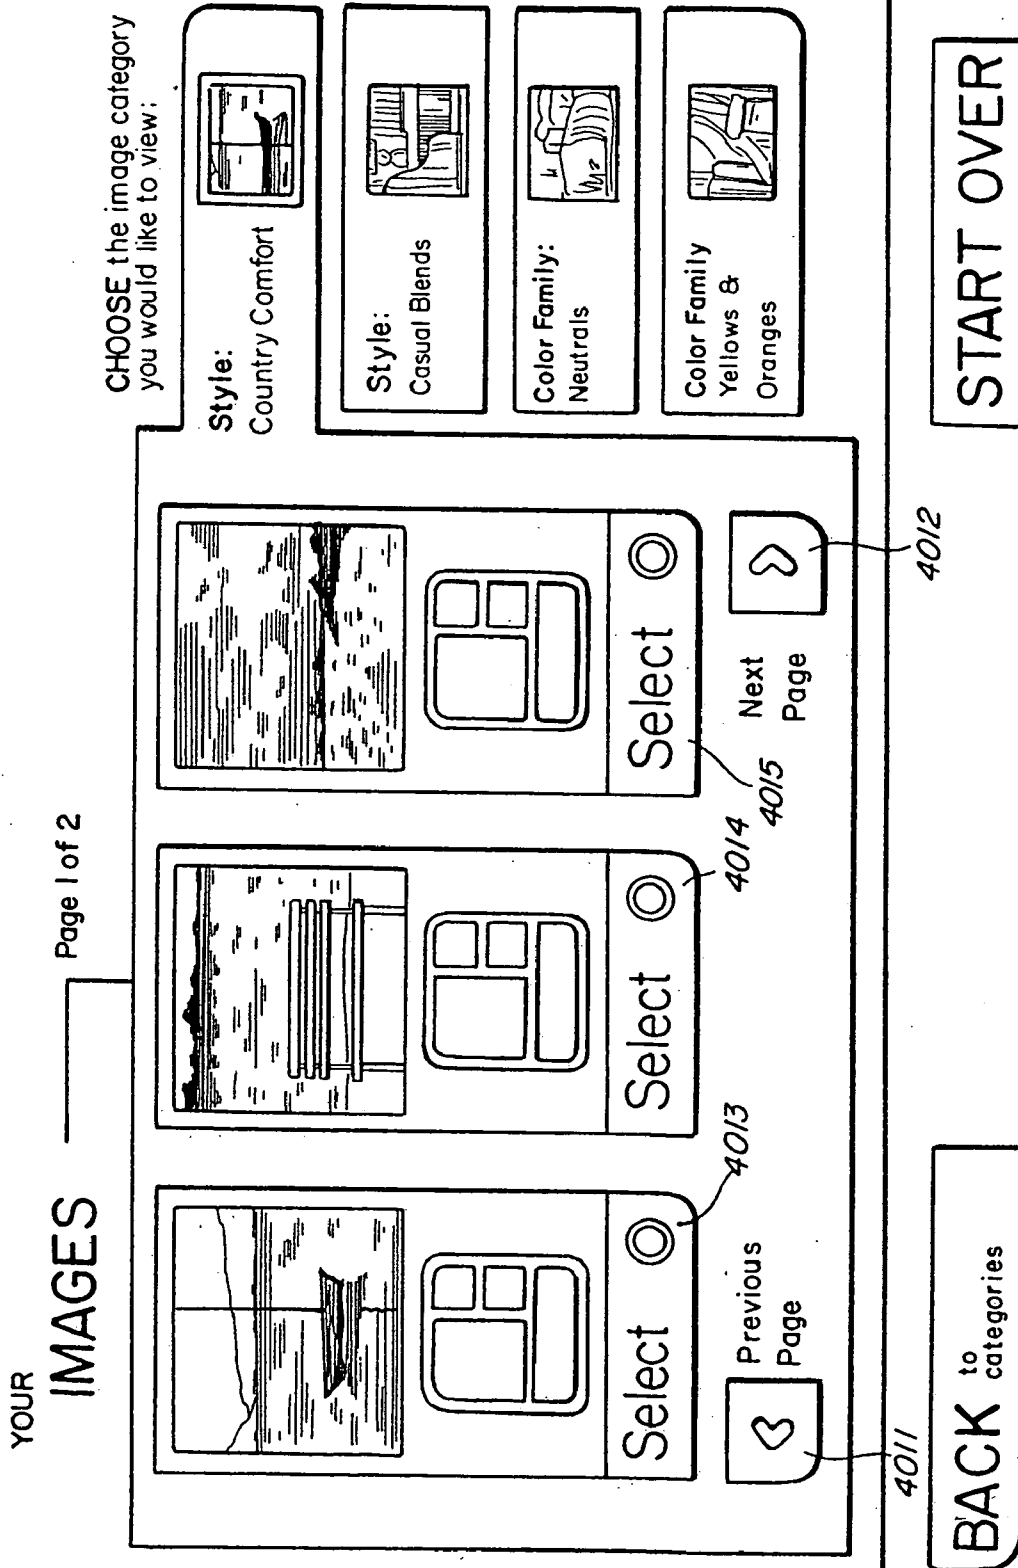 YOUR
IMAGES
Page 1 of 2
CHOOSE the image category
you would like to view:
Style:
Country Comfort
Style:
Casual Blends
Color Family:
Neutrals
Color Family
Yellows &
Oranges
Select
Select
Select
4013
4014
4015
Previous
Page
Next
Page
4011
4012
BACK to
categories
START OVER